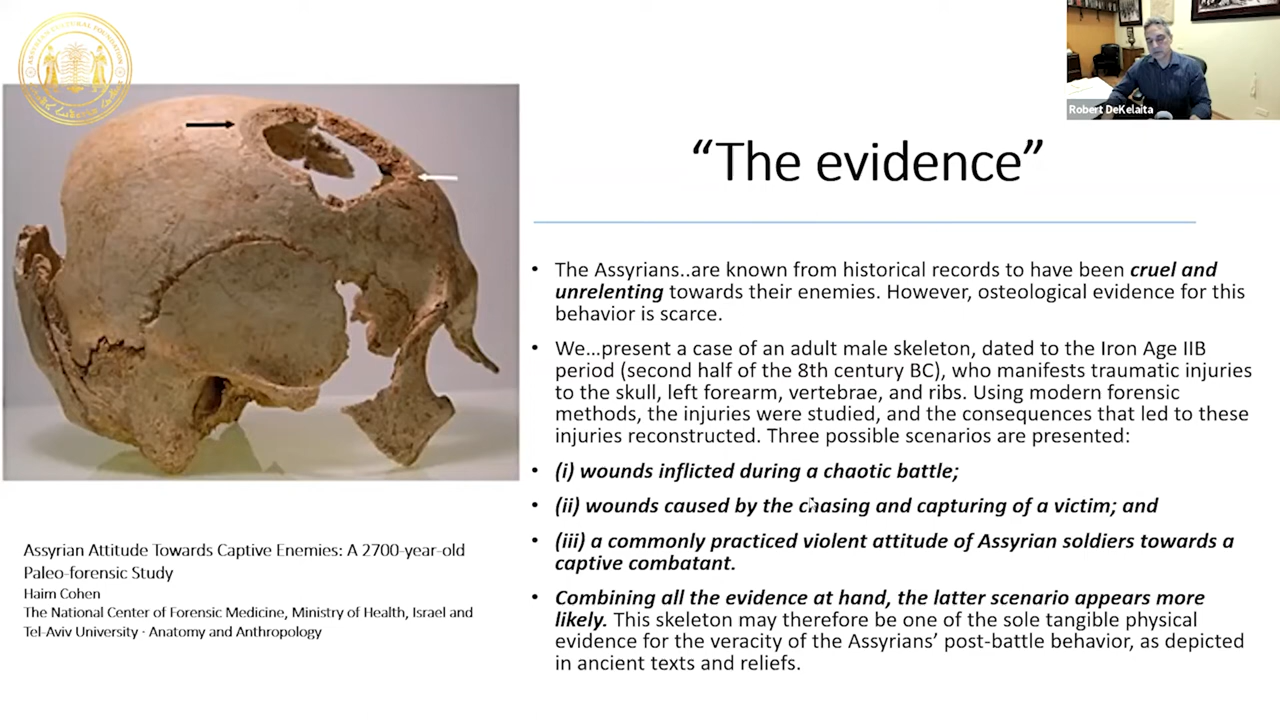 Robert DeKelaita
“The evidence”
• The Assyrians..are known from historical records to have been cruel and
unrelenting towards their enemies. However, osteological evidence for this
behavior is scarce.
• We...present a case of an adult male skeleton, dated to the Iron Age IIB
period (second half of the 8th century BC), who manifests traumatic injuries
to the skull, left forearm, vertebrae, and ribs. Using modern forensic
methods, the injuries were studied, and the consequences that led to these
injuries reconstructed. Three possible scenarios are presented:
• (i) wounds inflicted during a chaotic battle;
• (ii) wounds caused by the chasing and capturing of a victim; and
• (iii) a commonly practiced violent attitude of Assyrian soldiers towards a
captive combatant.
• Combining all the evidence at hand, the latter scenario appears more
likely. This skeleton may therefore be one of the sole tangible physical
evidence for the veracity of the Assyrians’ post-battle behavior, as depicted
in ancient texts and reliefs.
Assyrian Attitude Towards Captive Enemies: A 2700-year-old
Paleo-forensic Study
Haim Cohen
The National Center of Forensic Medicine, Ministry of Health, Israel and
Tel-Aviv University · Anatomy and Anthropology